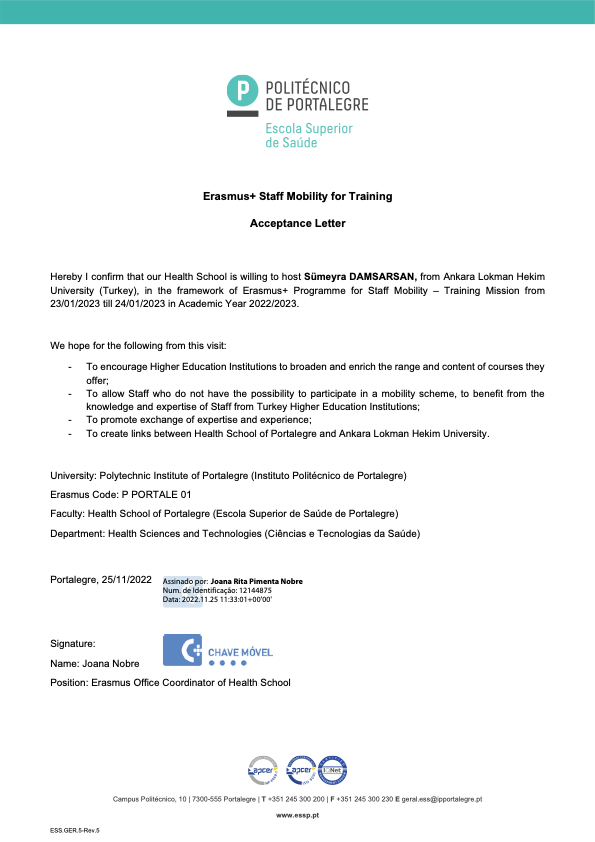 P
POLITÉCNICO
DE PORTALEGRE
Escola Superior
de Saúde
Erasmus+ Staff Mobility for Training
Acceptance Letter
Hereby I confirm that our Health School is willing to host Sümeyra DAMSARSAN, from Ankara Lokman Hekim
University (Turkey), in the framework of Erasmus+ Programme for Staff Mobility – Training Mission from
23/01/2023 till 24/01/2023 in Academic Year 2022/2023.
We hope for the following from this visit:
- To encourage Higher Education Institutions to broaden and enrich the range and content of courses they
offer;
- To allow Staff who do not have the possibility to participate in a mobility scheme, to benefit from the
knowledge and expertise of Staff from Turkey Higher Education Institutions;
- To promote exchange of expertise and experience;
- To create links between Health School of Portalegre and Ankara Lokman Hekim University.
University: Polytechnic Institute of Portalegre (Instituto Politécnico de Portalegre)
Erasmus Code: P PORTALE 01
Faculty: Health School of Portalegre (Escola Superior de Saúde de Portalegre)
Department: Health Sciences and Technologies (Ciências e Tecnologias da Saúde)
Portalegre, 25/11/2022
Assinado por: Joana Rita Pimenta Nobre
Num. de Identificação: 12144875
Data: 2022.11.25 11:33:01+00'00'
Signature:
CHAVE MÓVEL
Name: Joana Nobre
Position: Erasmus Office Coordinator of Health School
apcer apcer IQNet
Campus Politécnico, 10 | 7300-555 Portalegre | T +351 245 300 200 | F +351 245 300 230 E geral.ess@ipportalegre.pt
www.essp.pt
ESS.GER.5-Rev.5